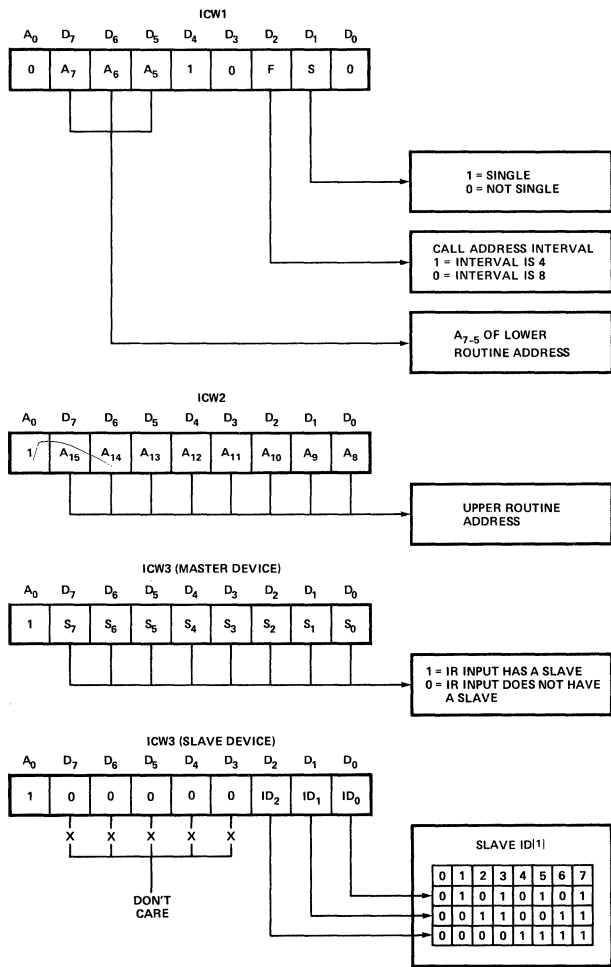 ICW1
A0 D7 D6 D5 D4 D3 D2 D1 D0
0 A7 A6 A5 1 0 F S 0
1 = SINGLE
0 = NOT SINGLE
CALL ADDRESS INTERVAL
1 = INTERVAL IS 4
0 = INTERVAL IS 8
A7-5 OF LOWER
ROUTINE ADDRESS
ICW2
A0 D7 D6 D5 D4 D3 D2 D1 D0
1 A15 A14 A13 A12 A11 A10 A9 A8
UPPER ROUTINE
ADDRESS
ICW3 (MASTER DEVICE)
A0 D7 D6 D5 D4 D3 D2 D1 D0
1 S7 S6 S5 S4 S3 S2 S1 S0
1 = IR INPUT HAS A SLAVE
0 = IR INPUT DOES NOT HAVE
A SLAVE
ICW3 (SLAVE DEVICE)
A0 D7 D6 D5 D4 D3 D2 D1 D0
1 0 0 0 0 0 ID2 ID1 ID0
X X X X X
DON'T
CARE
SLAVE ID[1]
0 1 2 3 4 5 6 7
0 1 0 1 0 1 0 1
0 0 1 1 0 0 1 1
0 0 0 0 1 1 1 1